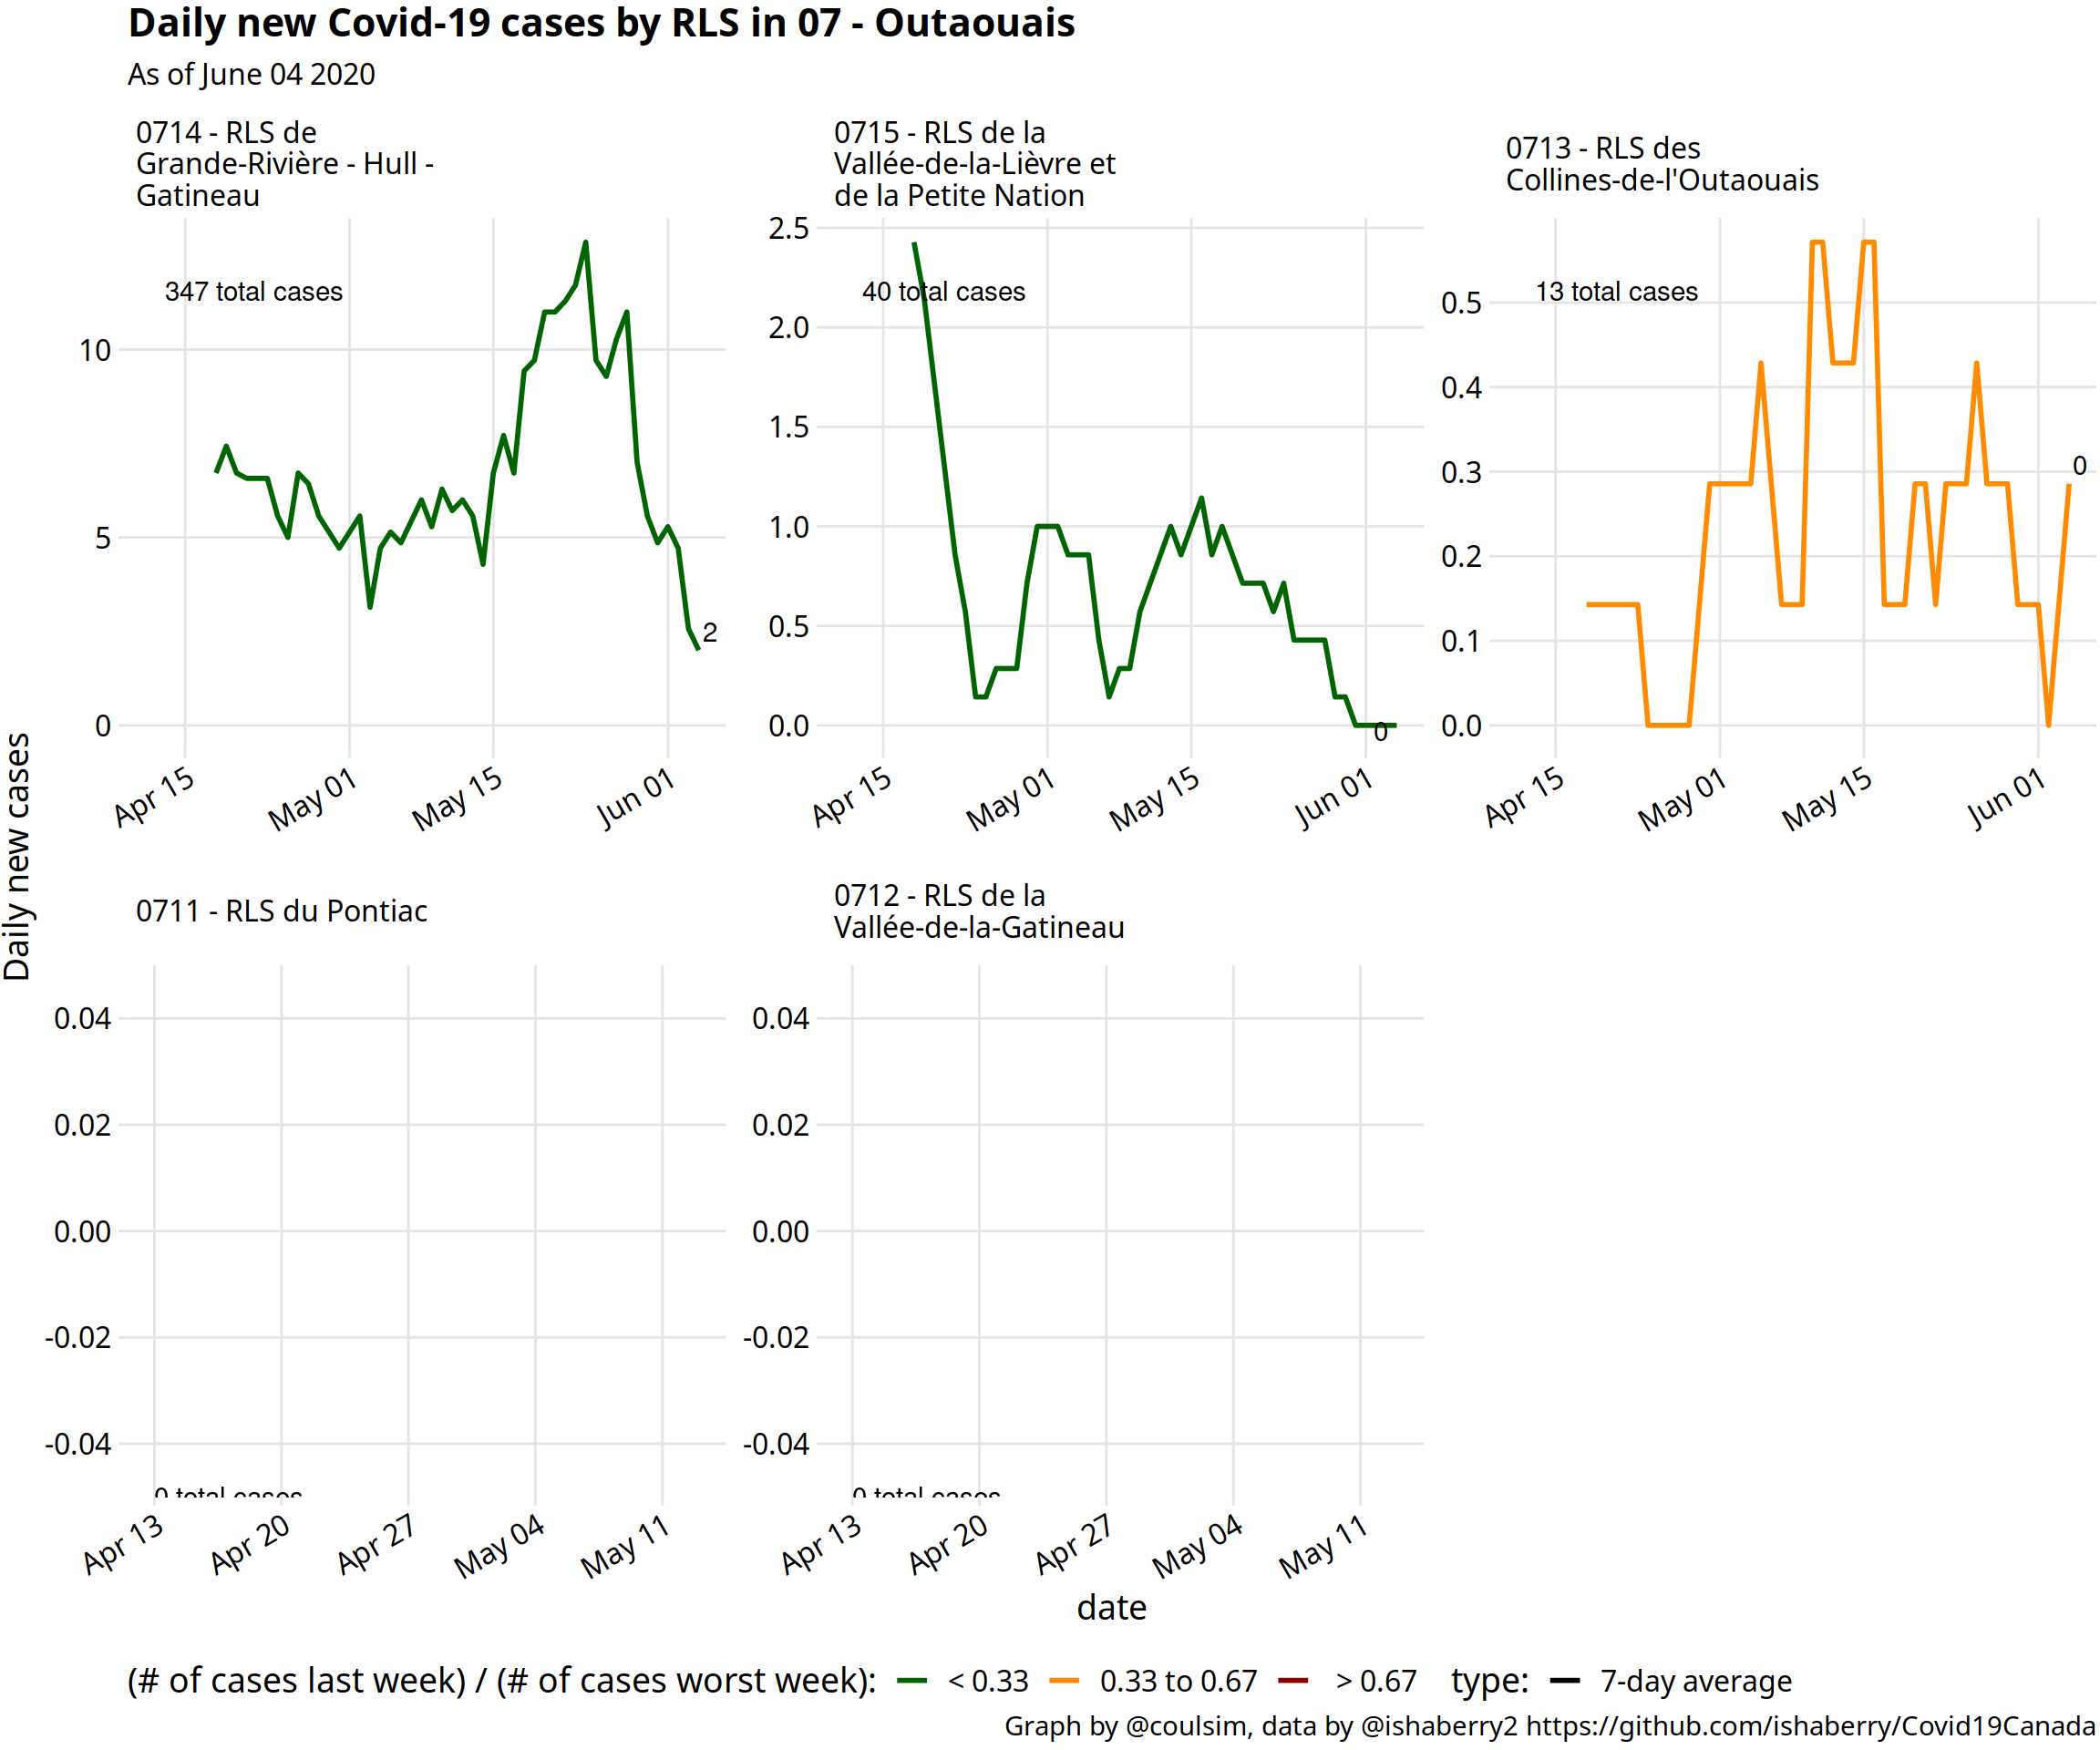 Daily new Covid-19 cases by RLS in 07 - Outaouais
As of June 04 2020
0714 - RLS de
Grande-Rivière - Hull -
Gatineau
347 total cases
10
5
0
2
Apr 15
May 01
May 15
Jun 01
0715 - RLS de la
Vallée-de-la-Lièvre et
de la Petite Nation
40 total cases
2.5
2.0
1.5
1.0
0.5
0.0
0
Apr 15
May 01
May 15
Jun 01
0713 - RLS des
Collines-de-l'Outaouais
13 total cases
0.5
0.4
0.3
0.2
0.1
0.0
0
Apr 15
May 01
May 15
Jun 01
Daily new cases
0711 - RLS du Pontiac
0.04
0.02
0.00
-0.02
-0.04
0 total cases
Apr 13
Apr 20
Apr 27
May 04
May 11
0712 - RLS de la
Vallée-de-la-Gatineau
0.04
0.02
0.00
-0.02
-0.04
0 total cases
Apr 13
Apr 20
Apr 27
May 04
May 11
date
(# of cases last week) / (# of cases worst week): < 0.33 0.33 to 0.67 > 0.67 type: 7-day average
Graph by @coulsim, data by @ishaberry2 https://github.com/ishaberry/Covid19Canada